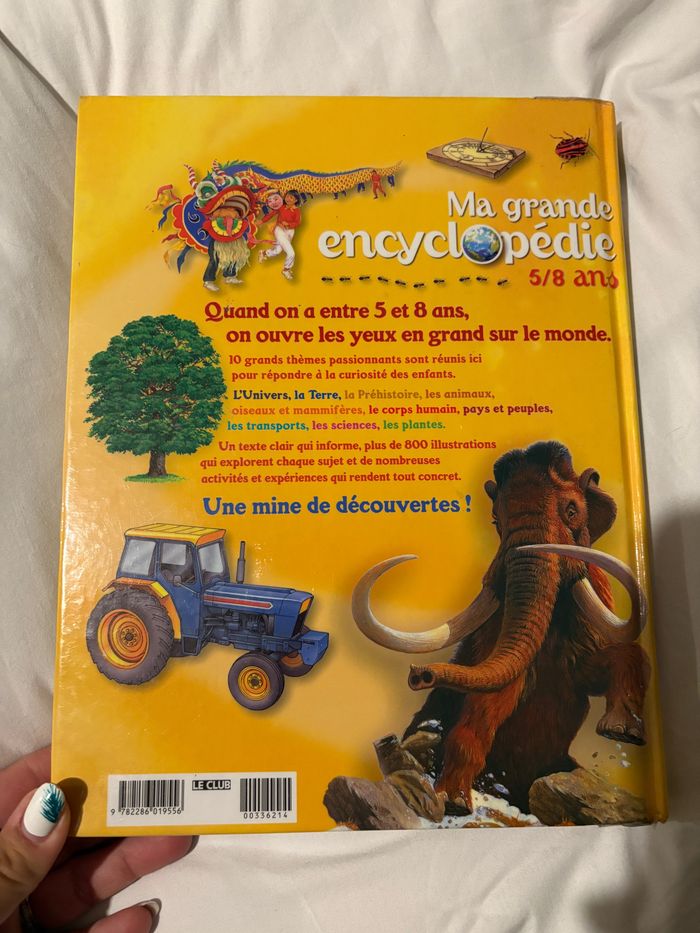 Ma grande
encyclopédie
5/8 ans
Quand on a entre 5 et 8 ans,
on ouvre les yeux en grand sur le monde.
10 grands thèmes passionnants sont réunis ici
pour répondre à la curiosité des enfants.
L'Univers, la Terre, la Préhistoire, les animaux,
oiseaux et mammifères, le corps humain, pays et peuples,
les transports, les sciences, les plantes.
Un texte clair qui informe, plus de 800 illustrations
qui explorent chaque sujet et de nombreuses
activités et expériences qui rendent tout concret.
Une mine de découvertes !
LE CLUB
9 782286 019556
00336214